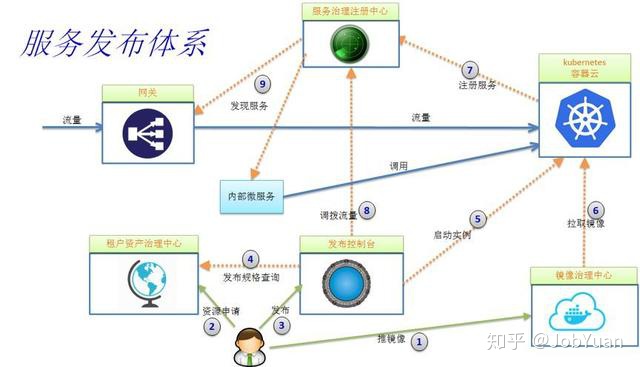 服务发布体系
服务治理注册中心
kubernetes
容器云
7
注册服务
9
发现服务
网关
流量
流量
调用
内部微服务
调拨流量
8
5
启动实例
6
拉取镜像
租户资产治理中心
4
发布规格查询
发布控制台
镜像治理中心
资源申请
2
发布
3
推镜像
1
知乎 @JobYuan